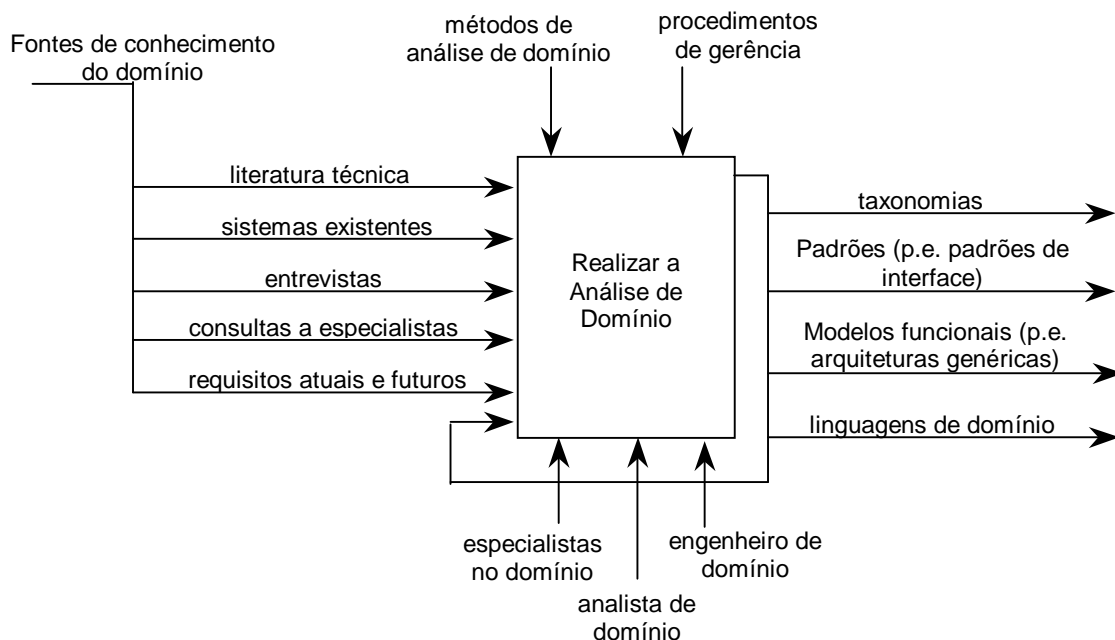 Fontes de conhecimento
do domínio
métodos de
análise de domínio
procedimentos
de gerência
literatura técnica
sistemas existentes
entrevistas
consultas a especialistas
requisitos atuais e futuros
Realizar a
Análise de
Domínio
taxonomias
Padrões (p.e. padrões de
interface)
Modelos funcionais (p.e.
arquiteturas genéricas)
linguagens de domínio
especialistas
no domínio
analista de
domínio
engenheiro de
domínio